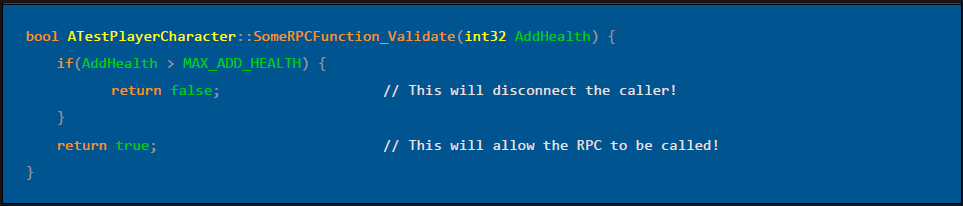 bool ATestPlayerCharacter::SomeRPCFunction_Validate(int32 AddHealth) {
if(AddHealth > MAX_ADD_HEALTH) {
return false; // This will disconnect the caller!
}
return true; // This will allow the RPC to be called!
}